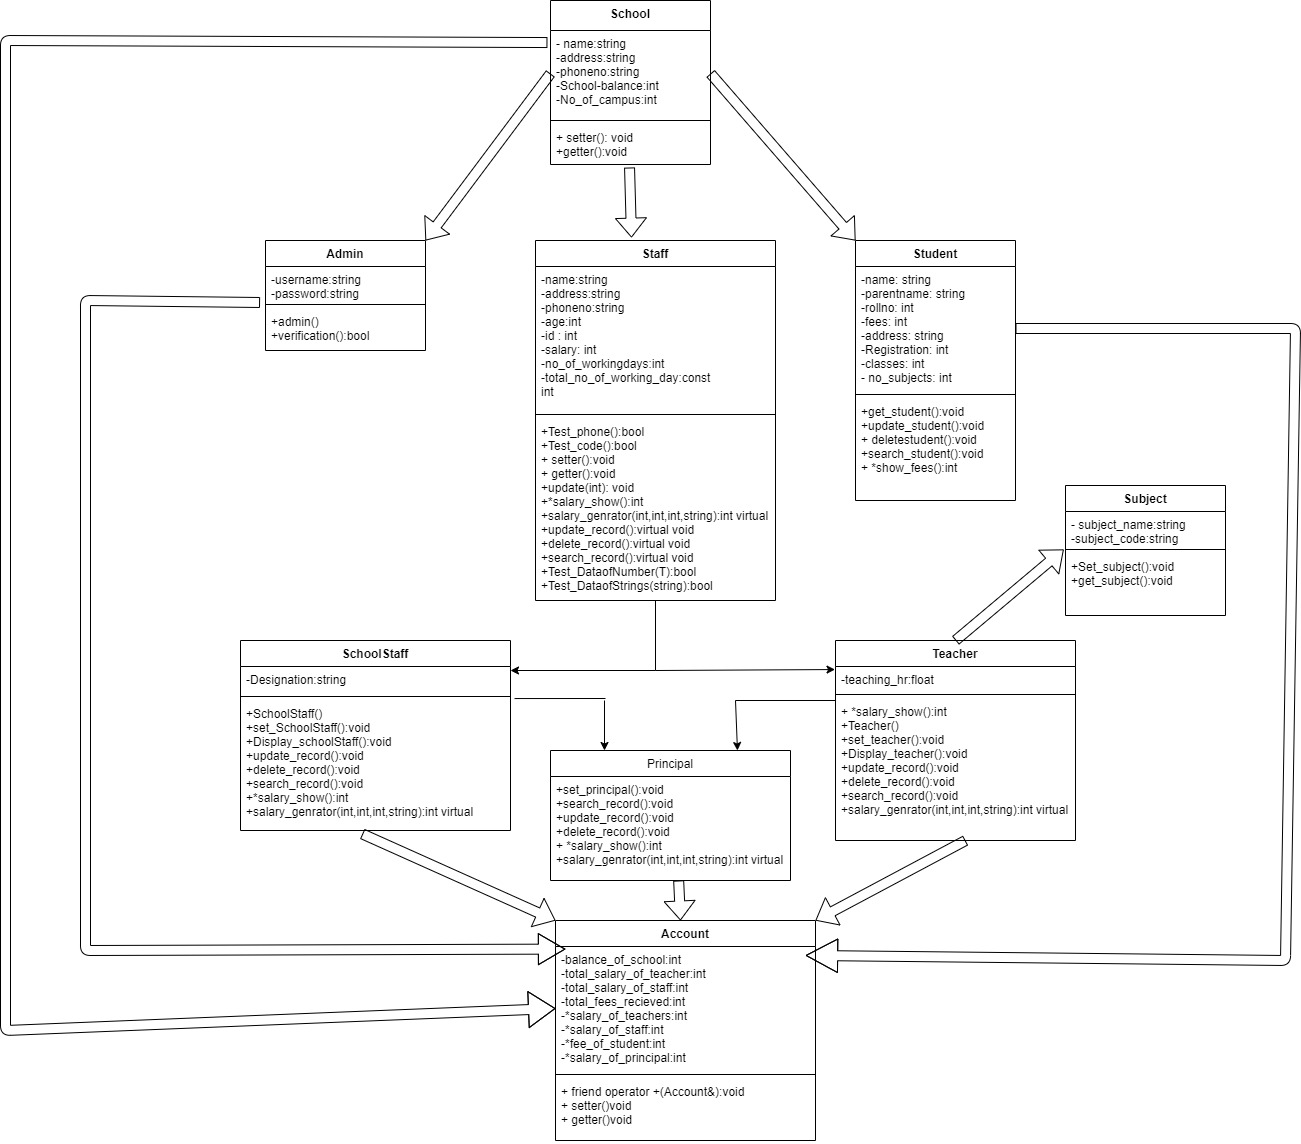 School
- name:string
-address:string
-phoneno:string
-School-balance:int
-No_of_campus:int
+ setter(): void
+getter():void
Admin
-username:string
-password:string
+admin()
+verification():bool
Staff
-name:string
-address:string
-phoneno:string
-age:int
-id : int
-salary: int
-no_of_workingdays:int
-total_no_of_working_day:const
int
+Test_phone():bool
+Test_code():bool
+ setter():void
+ getter():void
+update(int): void
+*salary_show():int
+salary_genrator(int,int,int,string):int virtual
+update_record():virtual void
+delete_record():virtual void
+search_record():virtual void
+Test_DataofNumber(T):bool
+Test_DataofStrings(string):bool
Student
-name: string
-parentname: string
-rollno: int
-fees: int
-address: string
-Registration: int
-classes: int
- no_subjects: int
+get_student():void
+update_student():void
+ deletestudent():void
+search_student():void
+ *show_fees():int
Subject
- subject_name:string
-subject_code:string
+Set_subject():void
+get_subject():void
SchoolStaff
-Designation:string
+SchoolStaff()
+set_SchoolStaff():void
+Display_schoolStaff():void
+update_record():void
+delete_record():void
+search_record():void
+*salary_show():int
+salary_genrator(int,int,int,string):int virtual
Teacher
-teaching_hr:float
+ *salary_show():int
+Teacher()
+set_teacher():void
+Display_teacher():void
+update_record():void
+delete_record():void
+search_record():void
+salary_genrator(int,int,int,string):int virtual
Principal
+set_principal():void
+search_record():void
+update_record():void
+delete_record():void
+ *salary_show():int
+salary_genrator(int,int,int,string):int virtual
Account
-balance_of_school:int
-total_salary_of_teacher:int
-total_salary_of_staff:int
-total_fees_recieved:int
-*salary_of_teachers:int
-*salary_of_staff:int
-*fee_of_student:int
-*salary_of_principal:int
+ friend operator +(Account&):void
+ setter()void
+ getter()void